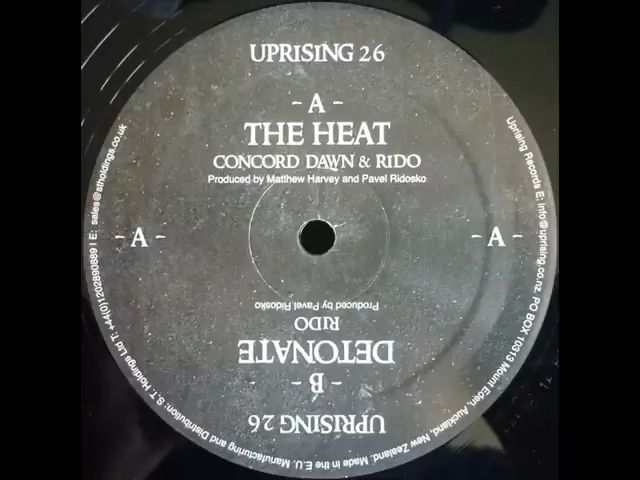 UPRISING 26
- A -
THE HEAT
CONCORD DAWN & RIDO
Produced by Matthew Harvey and Pavel Ridosko
- A -
- A -
UPRISING 26
- B -
DETONATE
RIDO
Produced by Pavel Ridosko
Uprising Records E: info@uprising.co.nz. PO BOX 10313 Mount Eden, Auckland, New Zealand. Made in the E.U. Manufacturing and Distribution: S.T. Holdings Ltd T: +44(0)1202890889 I E: sales@stholdings.co.uk